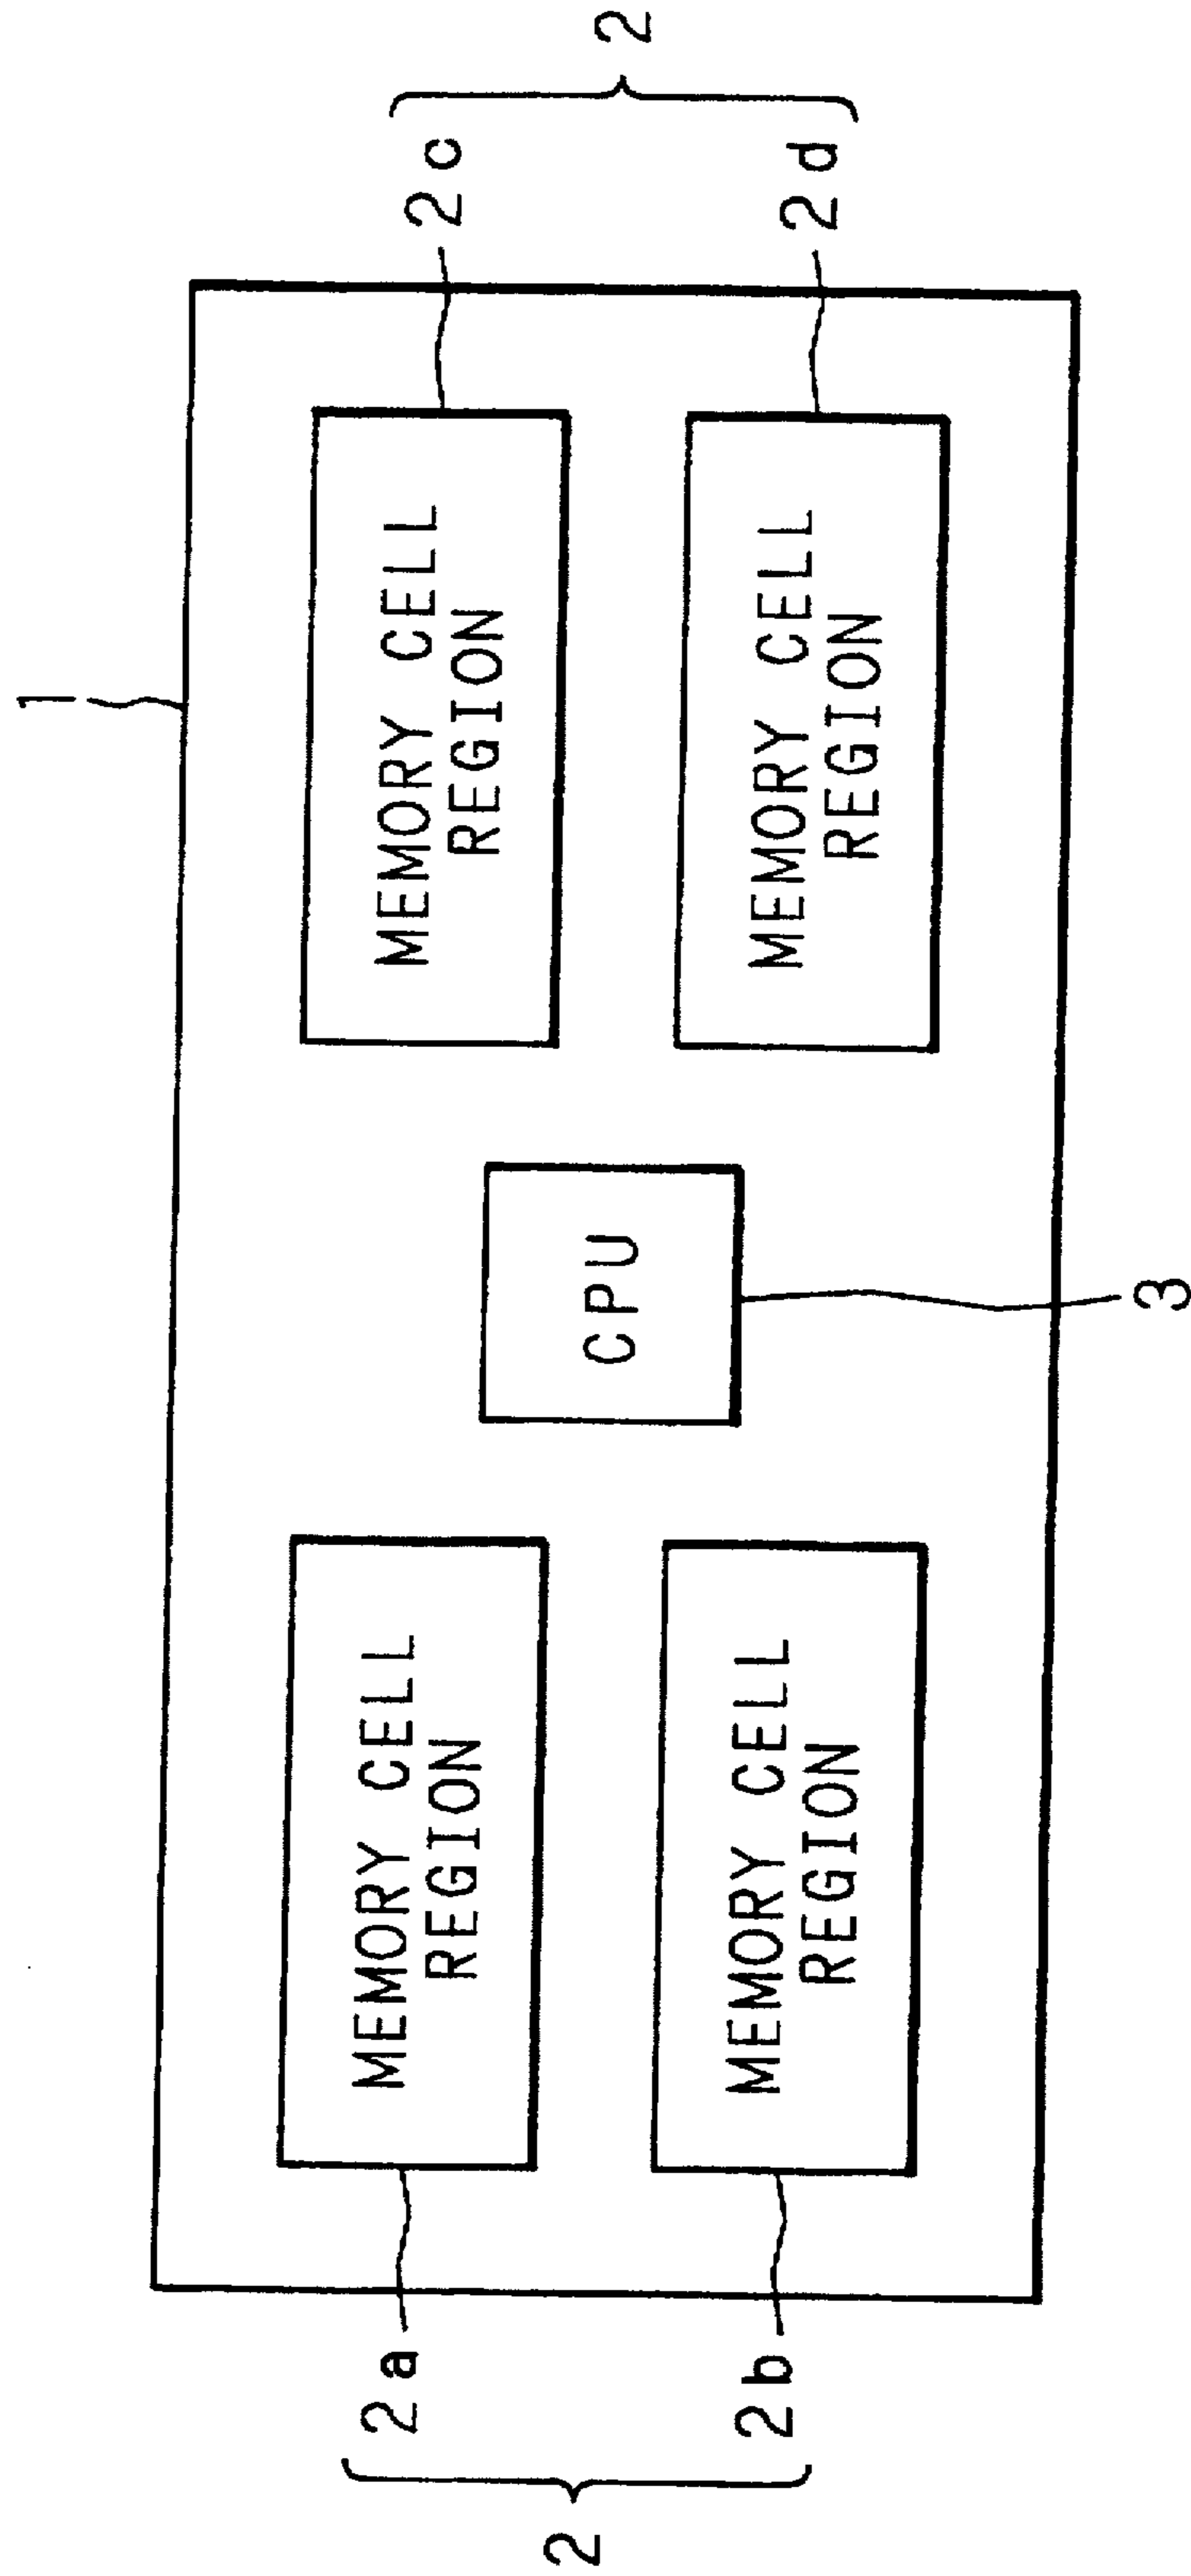 1
2a
MEMORY CELL
REGION
MEMORY CELL
REGION
2c
2
CPU
2
2b
MEMORY CELL
REGION
MEMORY CELL
REGION
2d
3